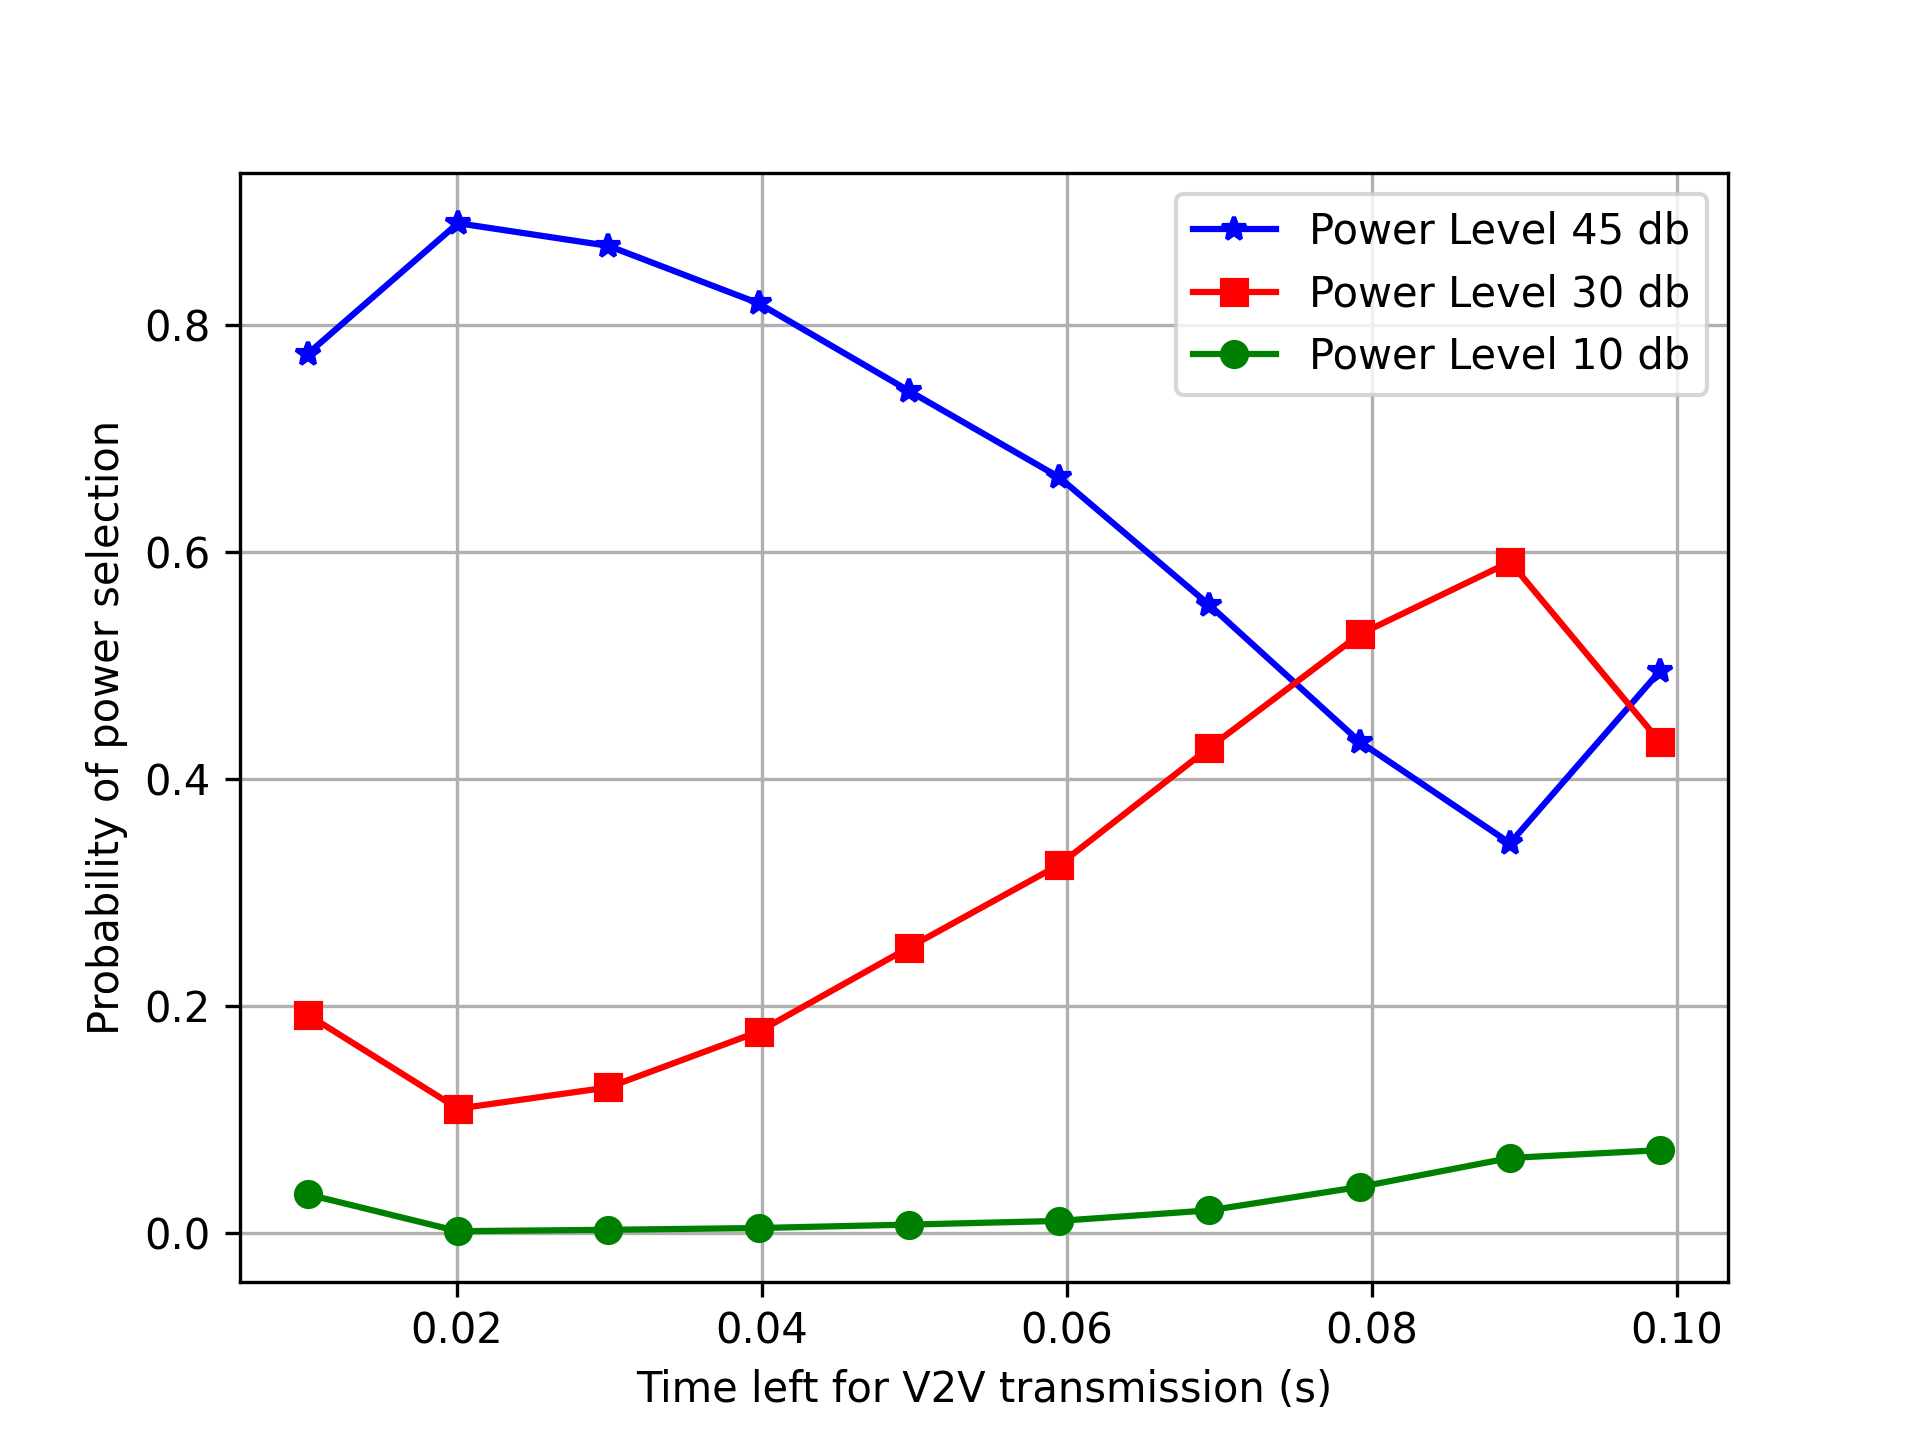 Power Level 45 db
Power Level 30 db
Power Level 10 db
Probability of power selection
0.8
0.6
0.4
0.2
0.0
0.02 0.04 0.06 0.08 0.10
Time left for V2V transmission (s)